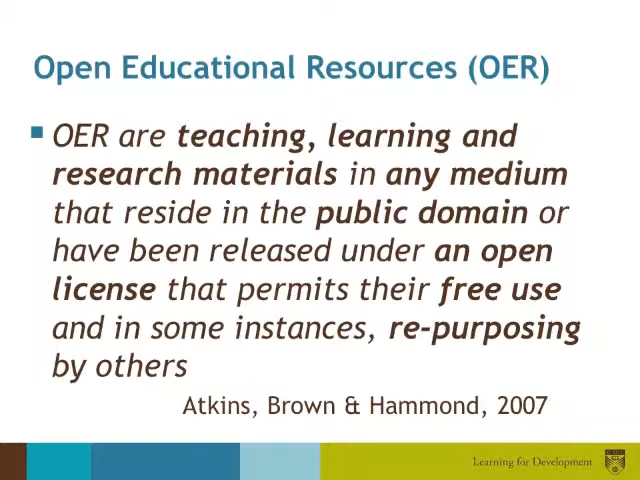 Open Educational Resources (OER)
OER are teaching, learning and
research materials in any medium
that reside in the public domain or
have been released under an open
license that permits their free use
and in some instances, re-purposing
by others
Atkins, Brown & Hammond, 2007
Learning for Development